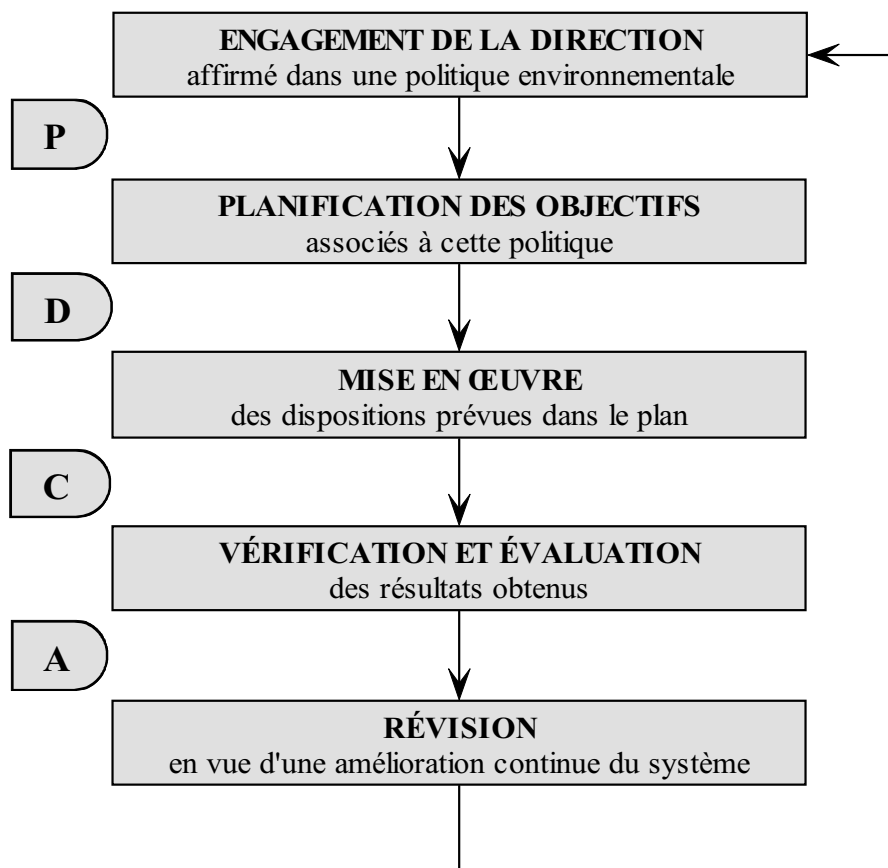 ENGAGEMENT DE LA DIRECTION
affirmé dans une politique environnementale
P
PLANIFICATION DES OBJECTIFS
associés à cette politique
D
MISE EN ŒUVRE
des dispositions prévues dans le plan
C
VÉRIFICATION ET ÉVALUATION
des résultats obtenus
A
RÉVISION
en vue d'une amélioration continue du système